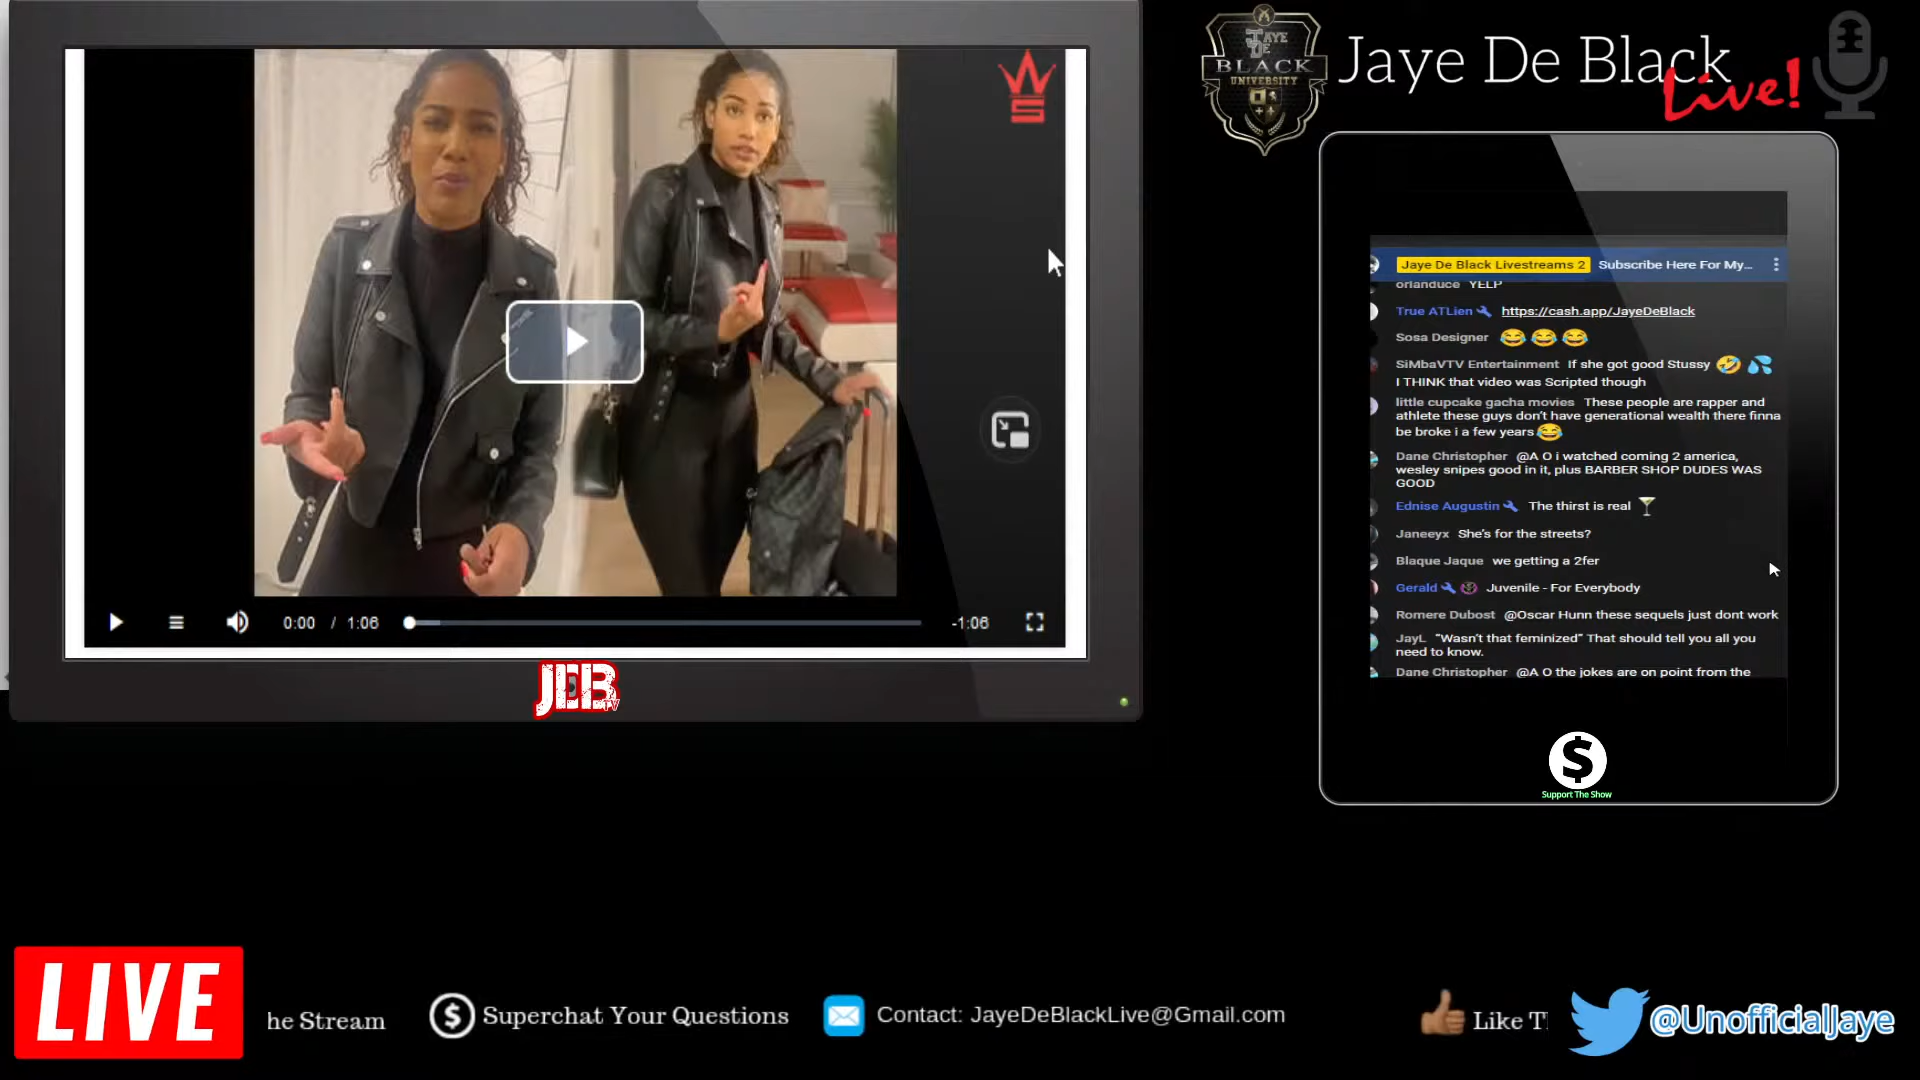 W
S
0:00 / 1:06
-1:06
JDB
TV
JAYE
DE
BLACK
UNIVERSITY
Jaye De Black
Live!
Jaye De Black Livestreams 2 Subscribe Here For My...
orlanduce YELP
True ATLien https://cash.app/JayeDeBlack
Sosa Designer
SiMbaVTV Entertainment If she got good Stussy
I THINK that video was Scripted though
little cupcake gacha movies These people are rapper and
athlete these guys don't have generational wealth there finna
be broke i a few years
Dane Christopher @A O i watched coming 2 america,
wesley snipes good in it, plus BARBER SHOP DUDES WAS
GOOD
Ednise Augustin The thirst is real
Janeeyx She's for the streets?
Blaque Jaque we getting a 2fer
Gerald Juvenile - For Everybody
Romere Dubost @Oscar Hunn these sequels just dont work
JayL "Wasn't that feminized" That should tell you all you
need to know.
Dane Christopher @A O the jokes are on point from the
$
Support The Show
LIVE
he Stream
$ Superchat Your Questions
Contact: JayeDeBlackLive@Gmail.com
Like T
@UnofficialJaye